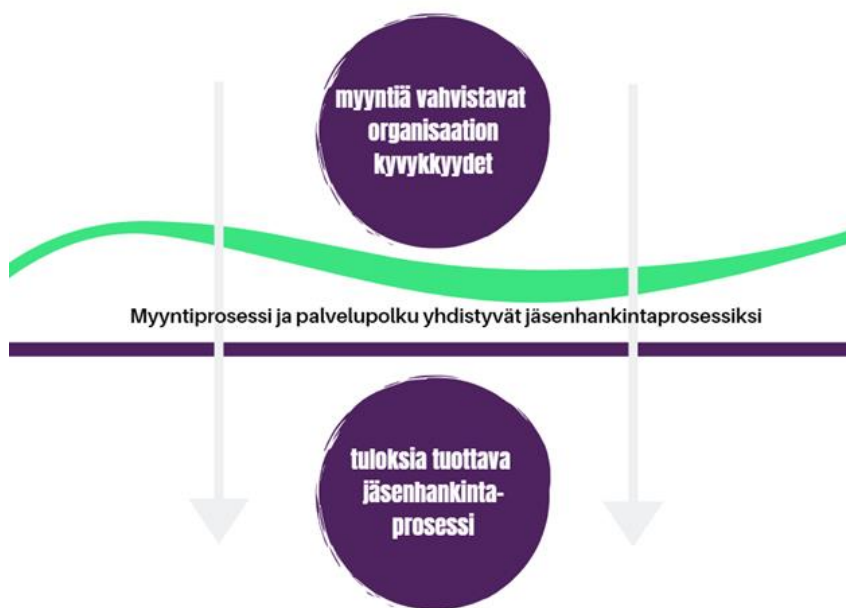 myyntiä vahvistavat
organisaation
kyvykkyydet
Myyntiprosessi ja palvelupolku yhdistyvät jäsenhankintaprosessiksi
tuloksia tuottava
jäsenhankinta-
prosessi